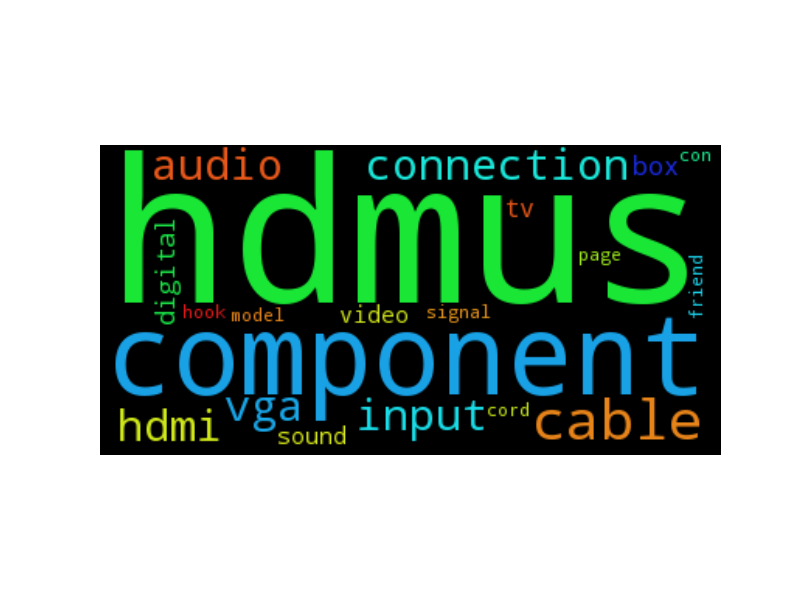 audio connection box con
hdmus
tv
digital
page
friend
hook model video signal
component
hdmi vga input cord cable
sound